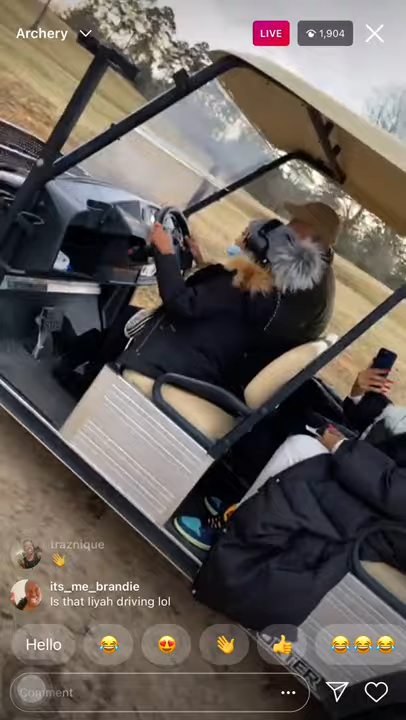 Archery
LIVE
1,904
traznique
👋
its_me_brandie
Is that liyah driving lol
Hello 😂 😍 👋 👍 😂😂😂
Comment